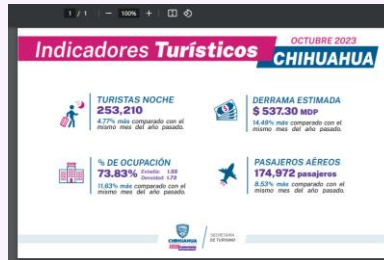 1 / 1 — 100% +
OCTUBRE 2023
Indicadores Turísticos CHIHUAHUA
TURISTAS NOCHE
253,210
4.77% más comparado con el
mismo mes del año pasado.
DERRAMA ESTIMADA
$ 537.30 MDP
14.49% más comparado con el
mismo mes del año pasado.
% DE OCUPACIÓN
73.83% Estadía 1.55
Densidad 1.73
11.63% más comparado con el
mismo mes del año pasado.
PASAJEROS AÉREOS
174,972 pasajeros
8.53% más comparado con el
mismo mes del año pasado.
CHIHUAHUA
SECRETARÍA
DE TURISMO